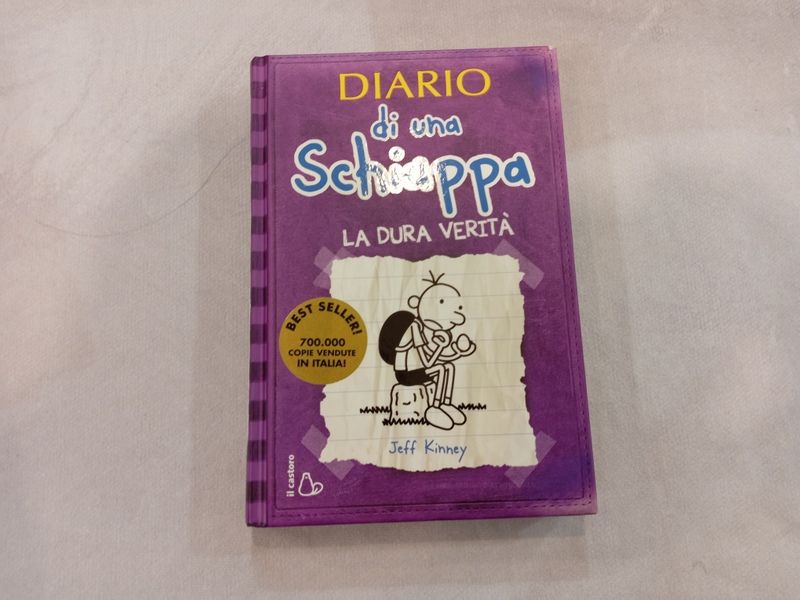 DIARIO
di una
Schiappa
LA DURA VERITÀ
BEST SELLER!
700.000
COPIE VENDUTE
IN ITALIA!
Jeff Kinney
il castoro